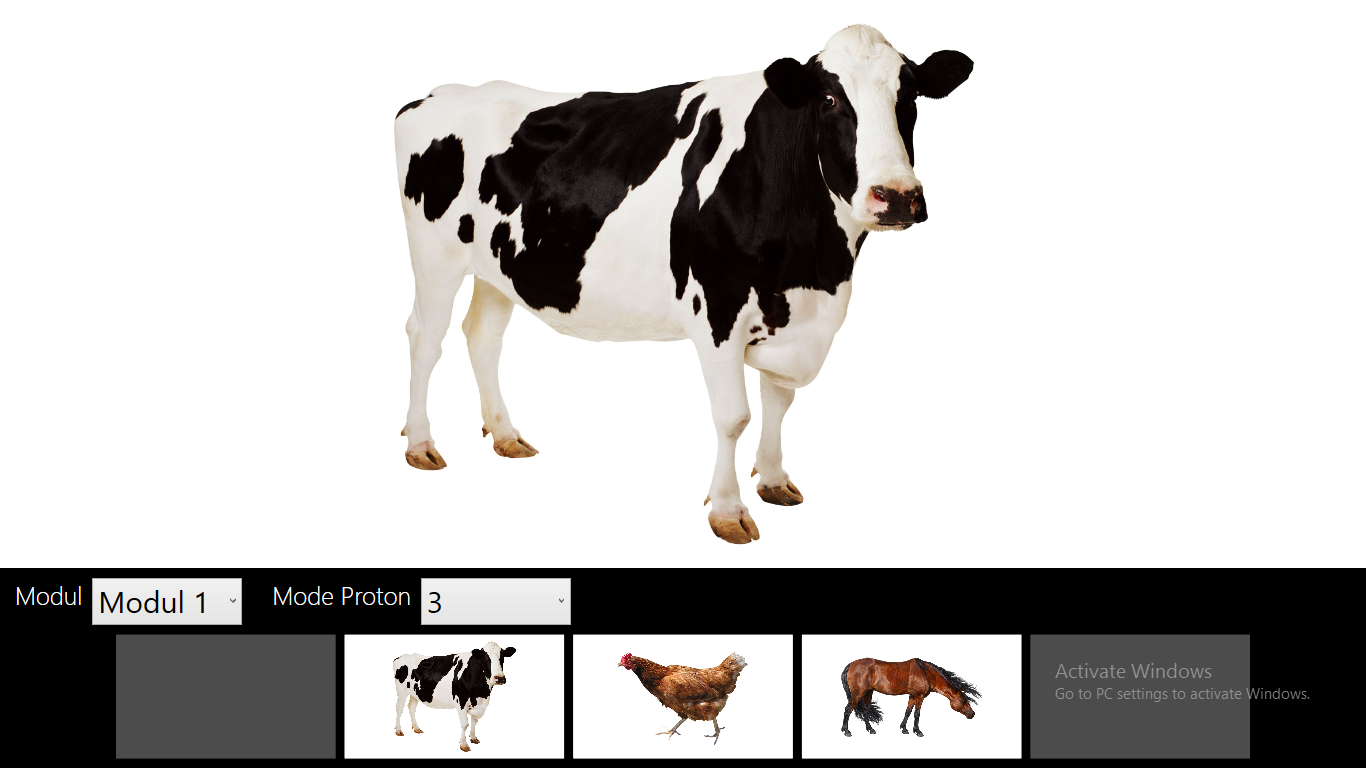 Modul
Modul 1
Mode Proton
3
Activate Windows
Go to PC settings to activate Windows.